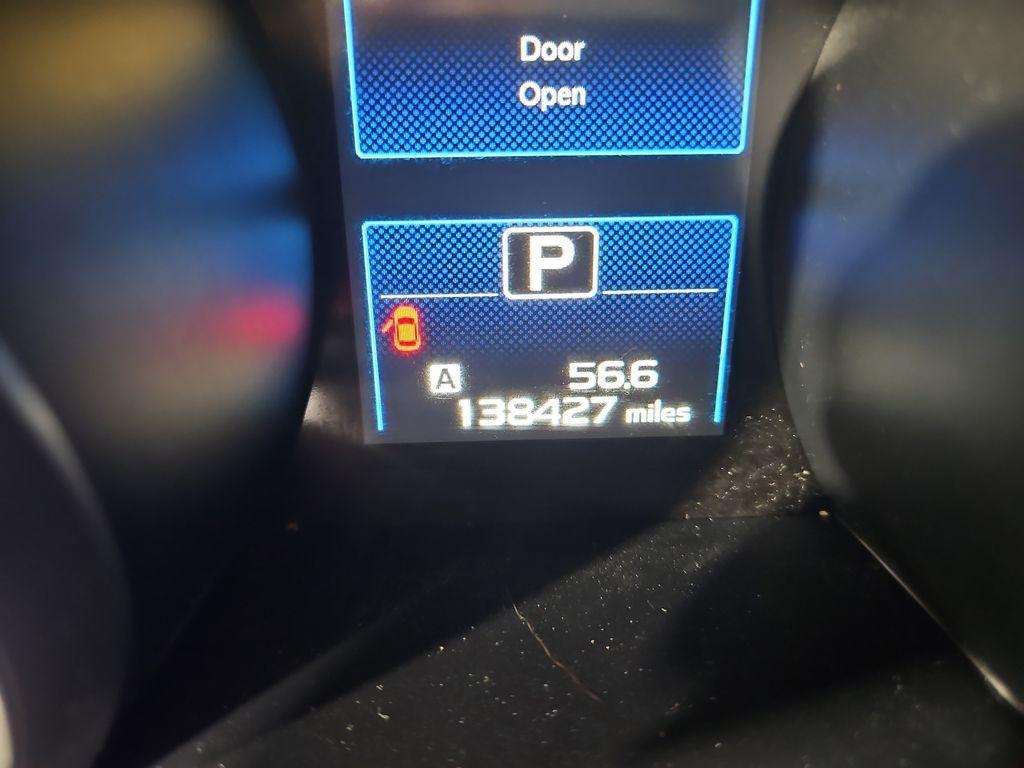 Door
Open
P
A 56.6
138427 miles